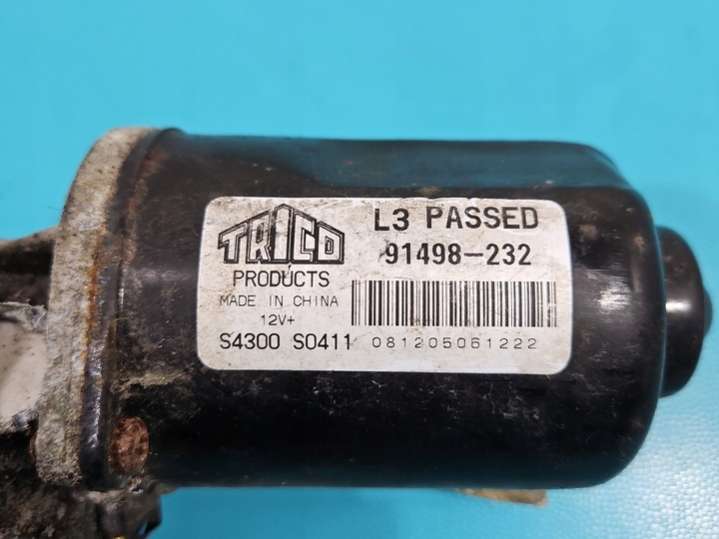 TRICO
PRODUCTS
MADE IN CHINA
12V+
S4300 S0411
L3 PASSED
91498-232
081205061222